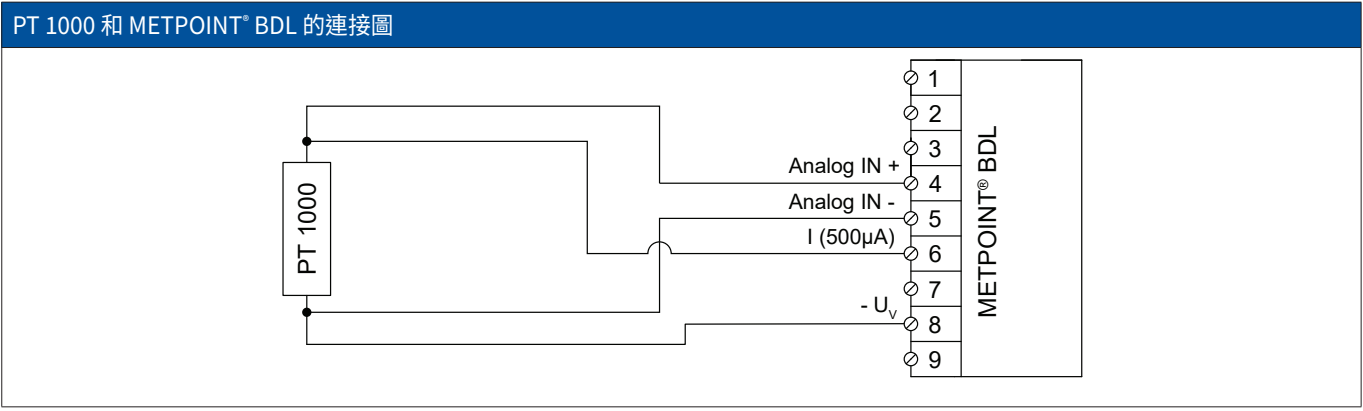 PT 1000 和 METPOINT® BDL 的連接圖
PT 1000
Analog IN +
Analog IN -
I (500µA)
- UV
1
2
3
4
5
6
7
8
9
METPOINT® BDL